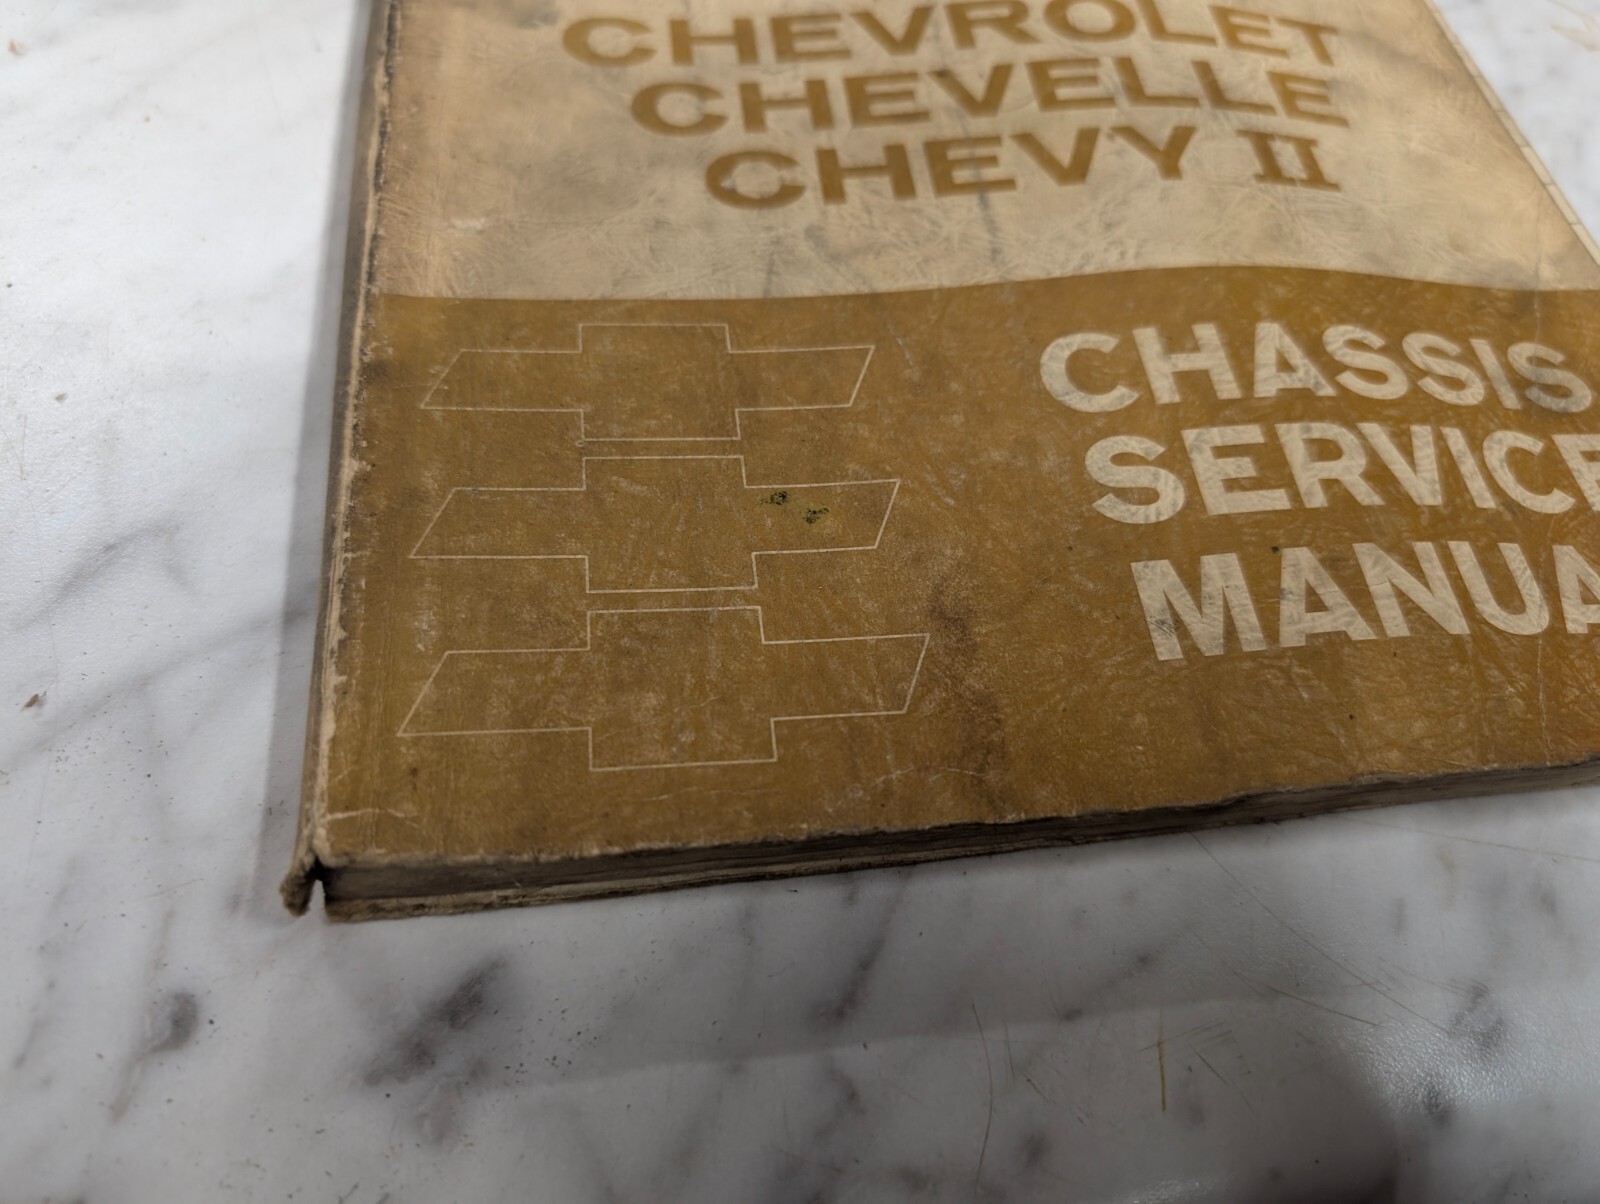 CHEVROLET
CHEVELLE
CHEVY II
CHASSIS
SERVICE
MANUA